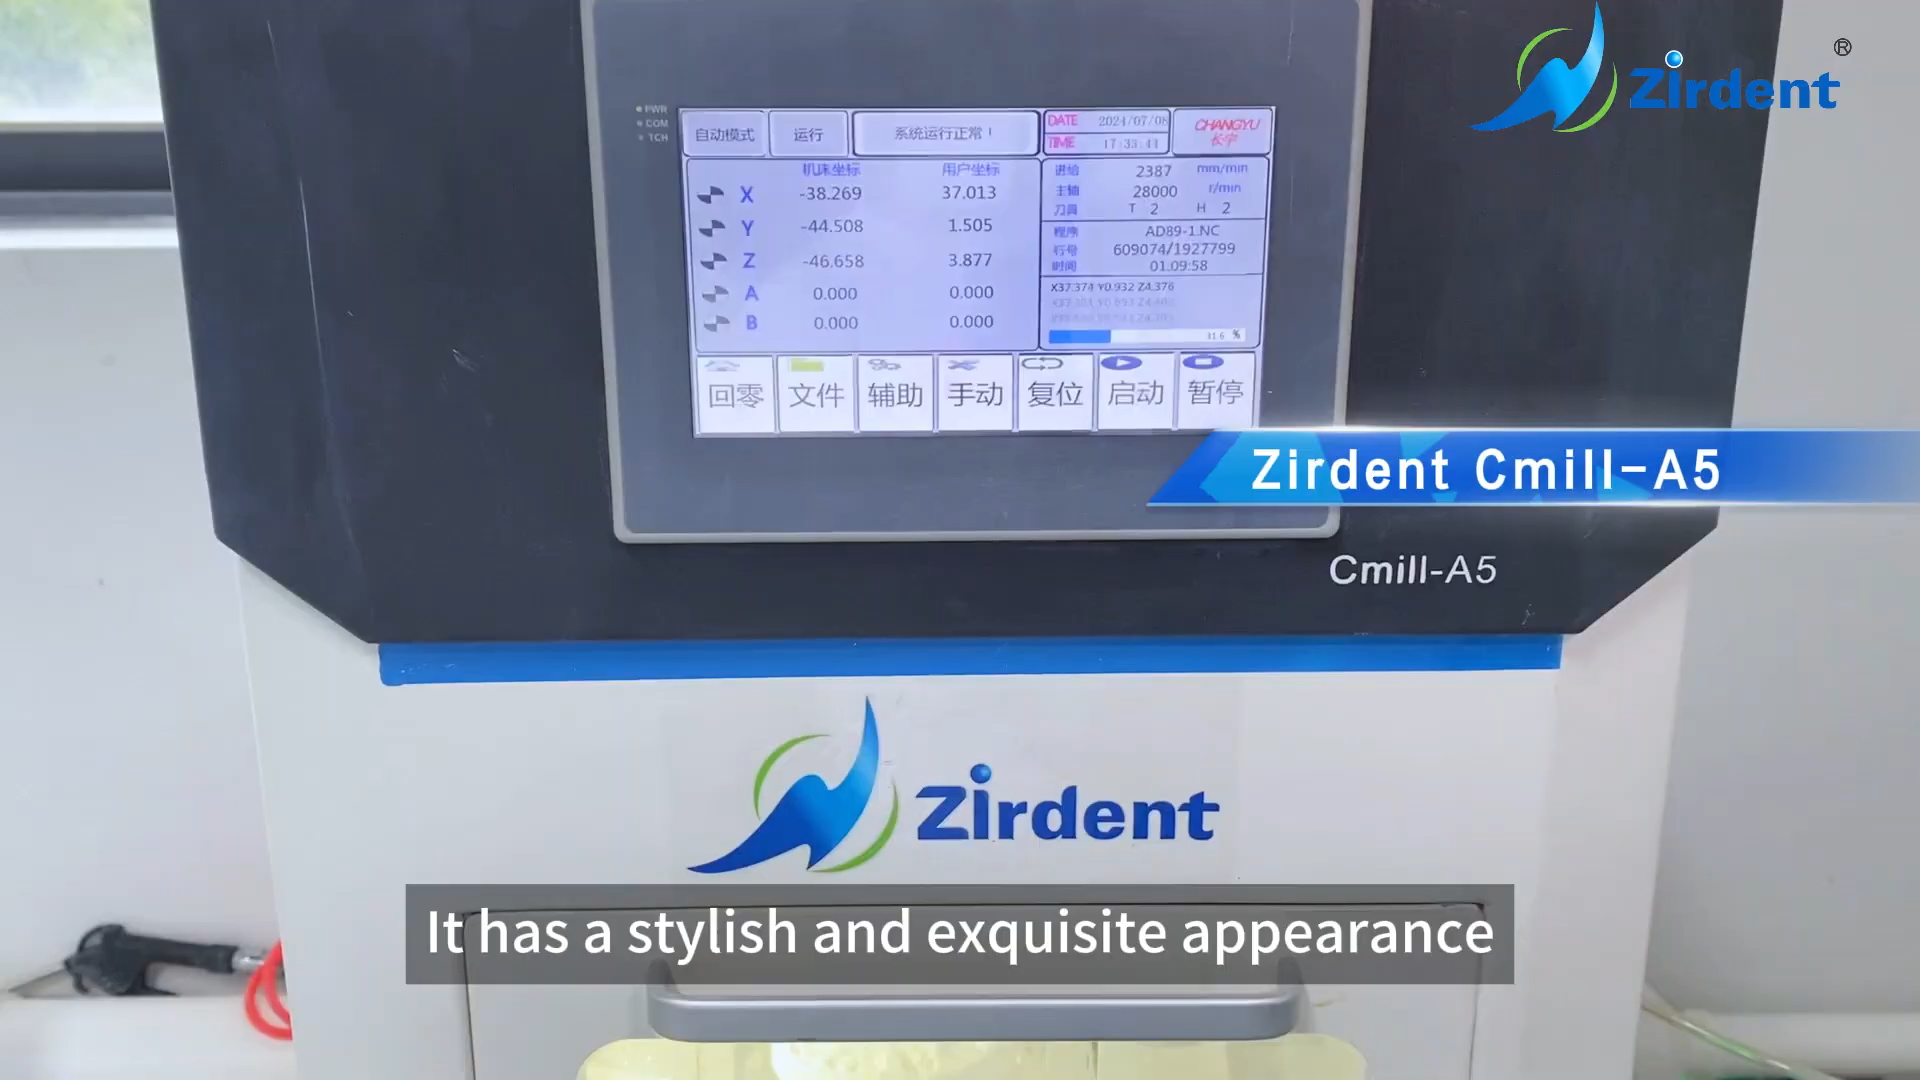 Zirdent®
PWR
COM
TCH
自动模式 运行 系统运行正常！ DATE 2024/07/08 CHANGYU
TIME 17:33:41 长宇
机床坐标 用户坐标
X -38.269 37.013
Y -44.508 1.505
Z -46.658 3.877
A 0.000 0.000
B 0.000 0.000
进给 2387 mm/min
主轴 28000 r/min
刀具 T 2 H 2
程序 AD89-1.NC
行号 609074/1927799
时间 01:09:58
X37.374 Y0.932 Z4.376
31.6 %
回零 文件 辅助 手动 复位 启动 暂停
Zirdent Cmill-A5
Cmill-A5
Zirdent
It has a stylish and exquisite appearance